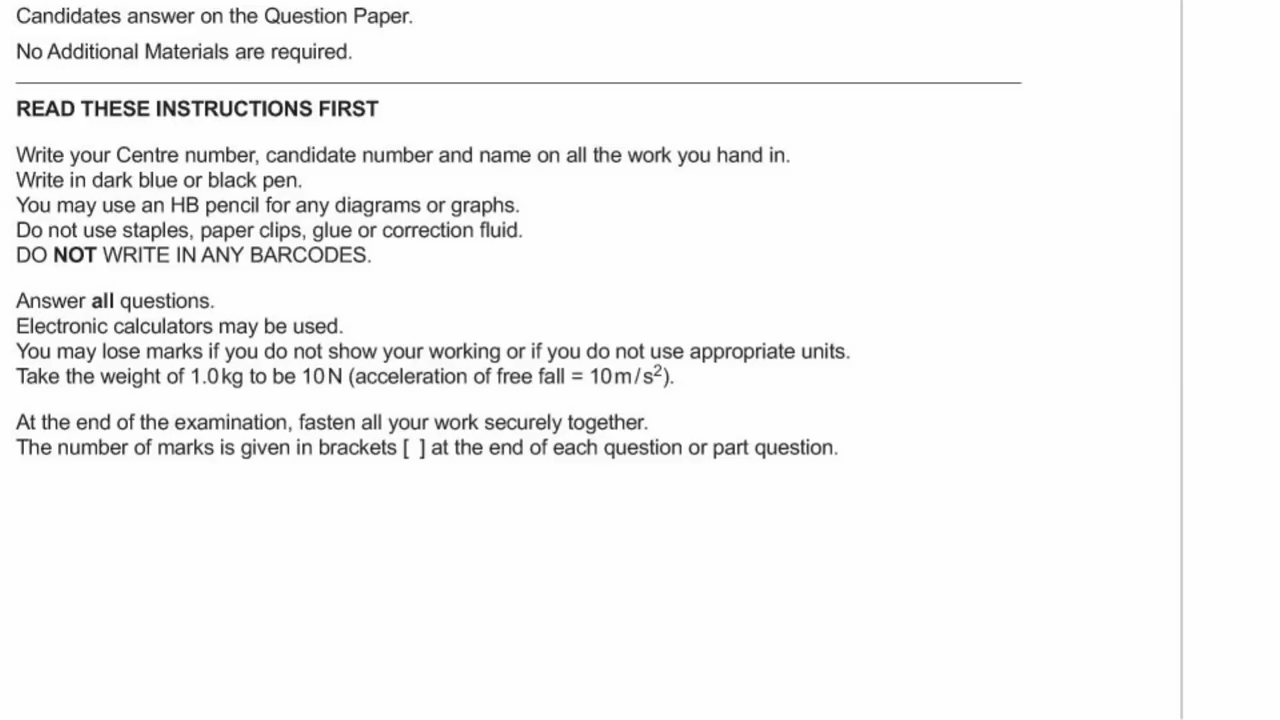 Candidates answer on the Question Paper.
No Additional Materials are required.
READ THESE INSTRUCTIONS FIRST
Write your Centre number, candidate number and name on all the work you hand in.
Write in dark blue or black pen.
You may use an HB pencil for any diagrams or graphs.
Do not use staples, paper clips, glue or correction fluid.
DO NOT WRITE IN ANY BARCODES.
Answer all questions.
Electronic calculators may be used.
You may lose marks if you do not show your working or if you do not use appropriate units.
Take the weight of 1.0 kg to be 10 N (acceleration of free fall = 10 m / s²).
At the end of the examination, fasten all your work securely together.
The number of marks is given in brackets [ ] at the end of each question or part question.